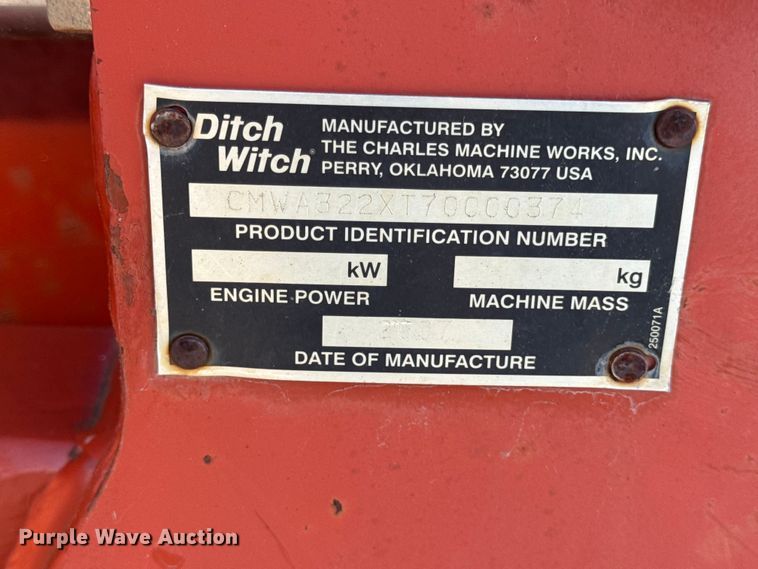 Ditch Witch®
MANUFACTURED BY
THE CHARLES MACHINE WORKS, INC.
PERRY, OKLAHOMA 73077 USA
CMWA322XT70000374
PRODUCT IDENTIFICATION NUMBER
kW
kg
ENGINE POWER
MACHINE MASS
DATE OF MANUFACTURE
250071A
Purple Wave Auction